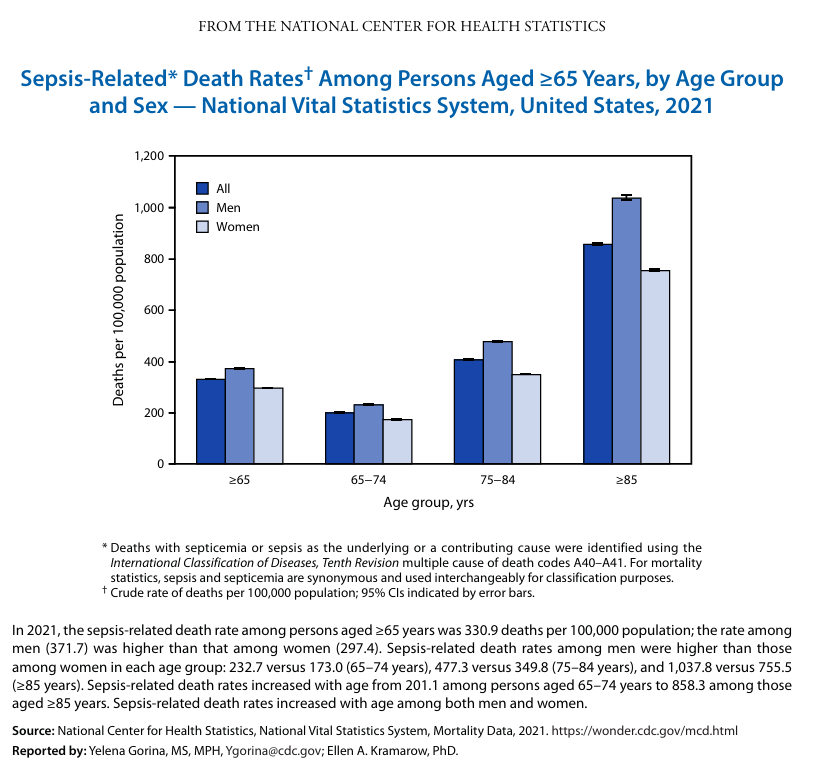 FROM THE NATIONAL CENTER FOR HEALTH STATISTICS
Sepsis-Related* Death Rates† Among Persons Aged ≥65 Years, by Age Group
and Sex — National Vital Statistics System, United States, 2021
1,200
1,000
800
600
400
200
0
Deaths per 100,000 population
All
Men
Women
≥65
65–74
75–84
≥85
Age group, yrs
* Deaths with septicemia or sepsis as the underlying or a contributing cause were identified using the
International Classification of Diseases, Tenth Revision multiple cause of death codes A40–A41. For mortality
statistics, sepsis and septicemia are synonymous and used interchangeably for classification purposes.
† Crude rate of deaths per 100,000 population; 95% CIs indicated by error bars.
In 2021, the sepsis-related death rate among persons aged ≥65 years was 330.9 deaths per 100,000 population; the rate among
men (371.7) was higher than that among women (297.4). Sepsis-related death rates among men were higher than those
among women in each age group: 232.7 versus 173.0 (65–74 years), 477.3 versus 349.8 (75–84 years), and 1,037.8 versus 755.5
(≥85 years). Sepsis-related death rates increased with age from 201.1 among persons aged 65–74 years to 858.3 among those
aged ≥85 years. Sepsis-related death rates increased with age among both men and women.
Source: National Center for Health Statistics, National Vital Statistics System, Mortality Data, 2021. https://wonder.cdc.gov/mcd.html
Reported by: Yelena Gorina, MS, MPH, Ygorina@cdc.gov; Ellen A. Kramarow, PhD.